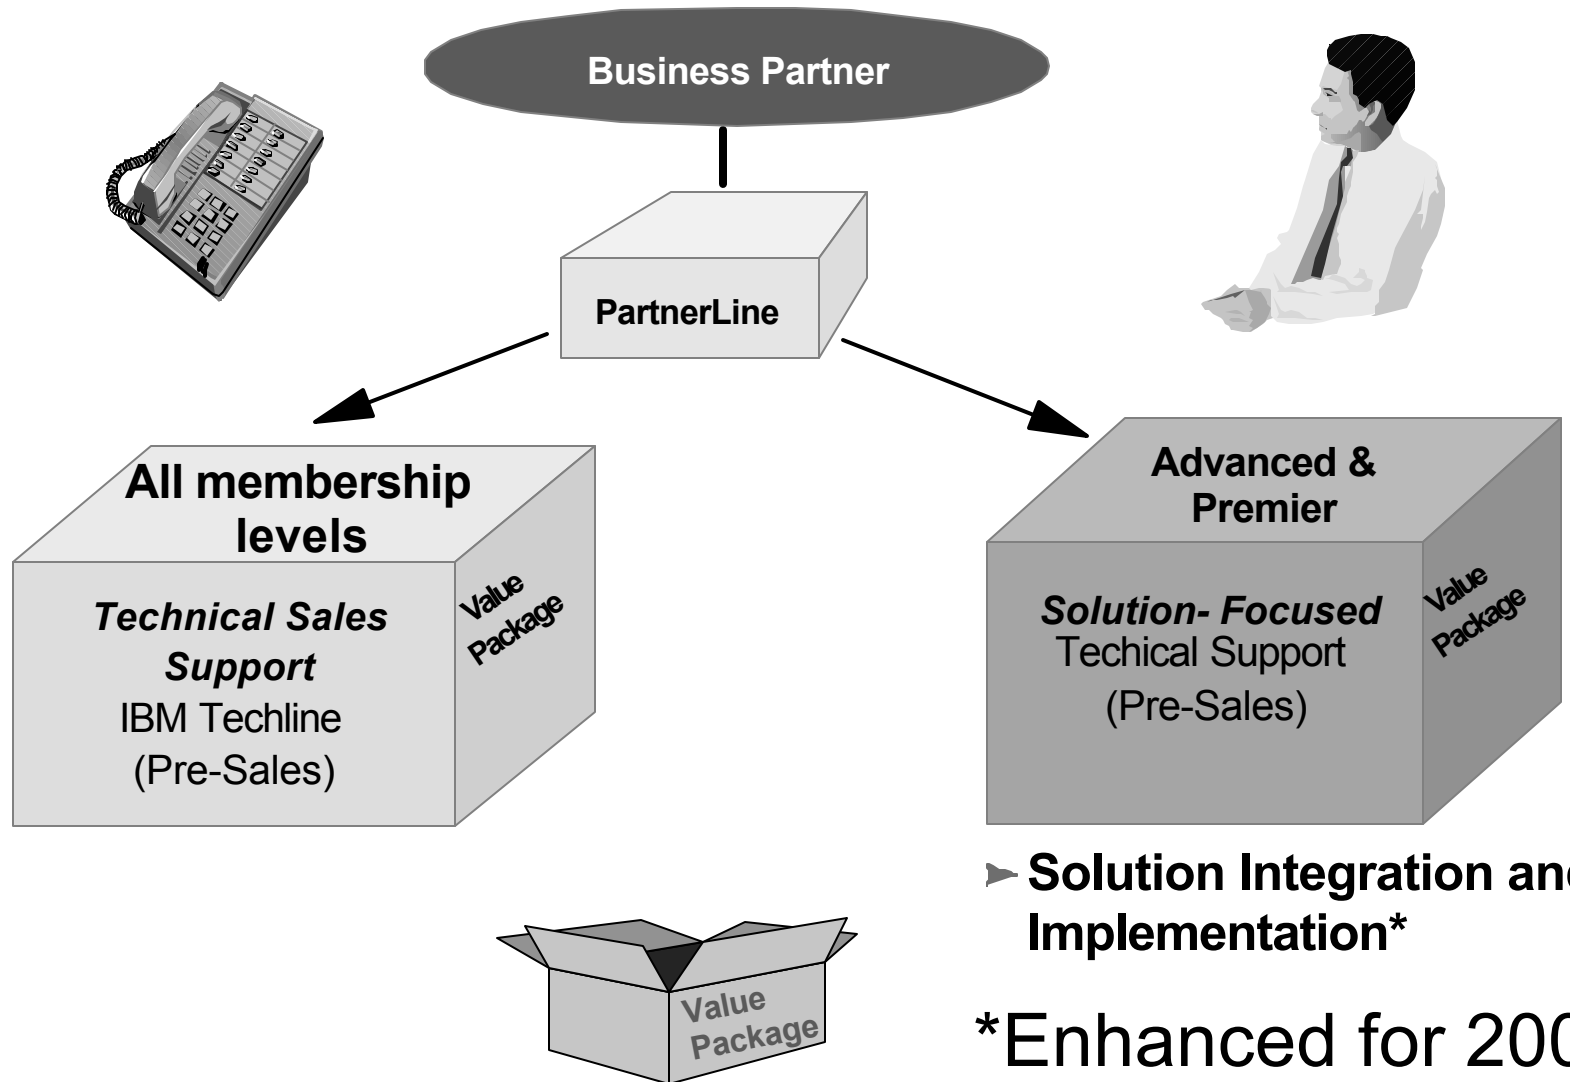 Business Partner
PartnerLine
All membership
levels
Technical Sales
Support
IBM Techline
(Pre-Sales)
Value
Package
Advanced &
Premier
Solution- Focused
Techical Support
(Pre-Sales)
Value
Package
Solution Integration and
Implementation*
Value
Package
*Enhanced for